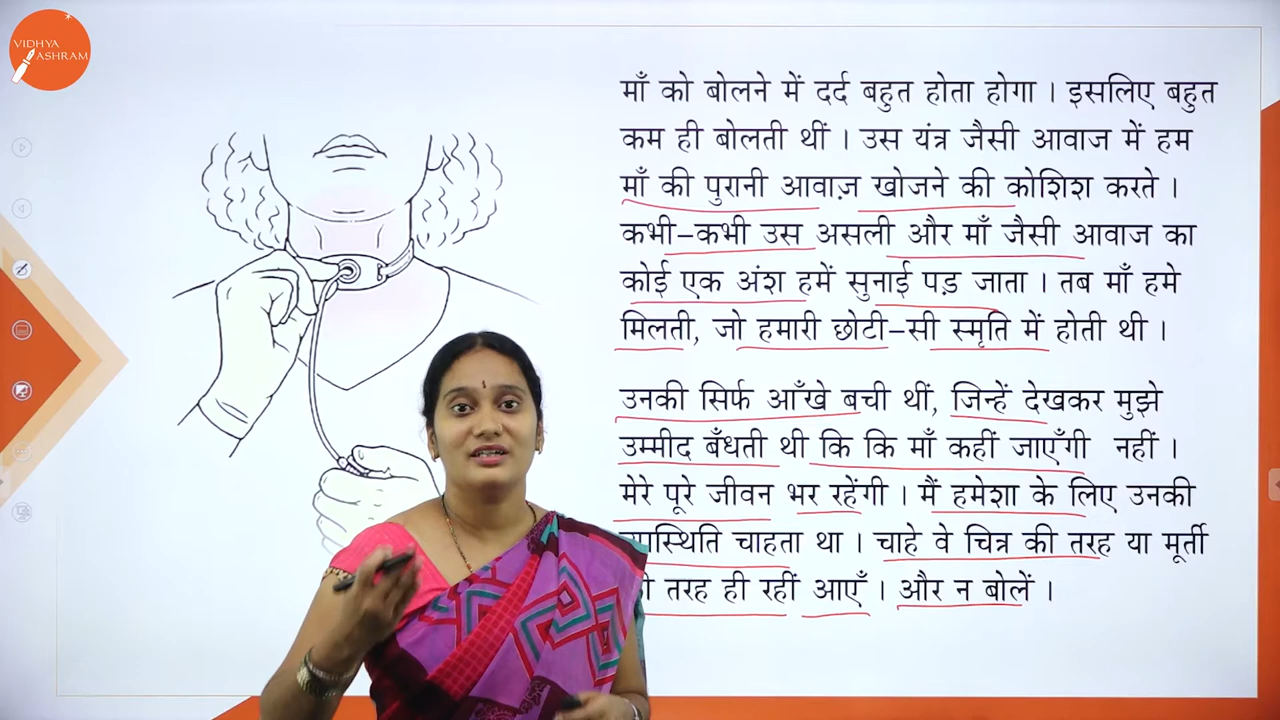 VIDHYA
ASHRAM
माँ को बोलने में दर्द बहुत होता होगा । इसलिए बहुत
कम ही बोलती थीं । उस यंत्र जैसी आवाज में हम
माँ की पुरानी आवाज़ खोजने की कोशिश करते ।
कभी–कभी उस असली और माँ जैसी आवाज का
कोई एक अंश हमें सुनाई पड़ जाता । तब माँ हमे
मिलती, जो हमारी छोटी–सी स्मृति में होती थी ।
उनकी सिर्फ आँखे बची थीं, जिन्हें देखकर मुझे
उम्मीद बँधती थी कि कि माँ कहीं जाएँगी नहीं ।
मेरे पूरे जीवन भर रहेंगी । मैं हमेशा के लिए उनकी
चाहता था । चाहे वे चित्र की तरह या मूर्ती
तरह ही रहीं आएँ । और न बोलें ।